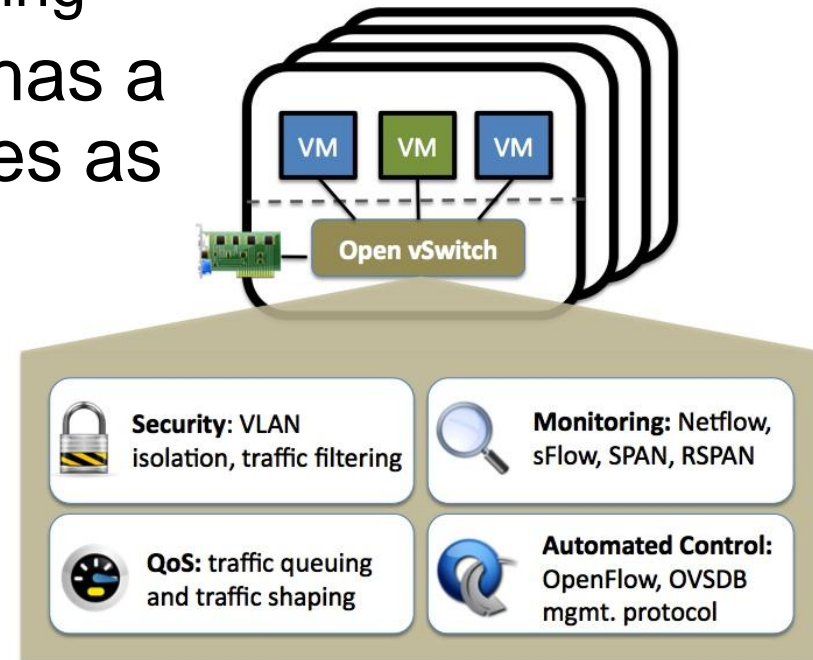 has a
es as
VM VM VM
Open vSwitch
Security: VLAN
isolation, traffic filtering
Monitoring: Netflow,
sFlow, SPAN, RSPAN
QoS: traffic queuing
and traffic shaping
Automated Control:
OpenFlow, OVSDB
mgmt. protocol